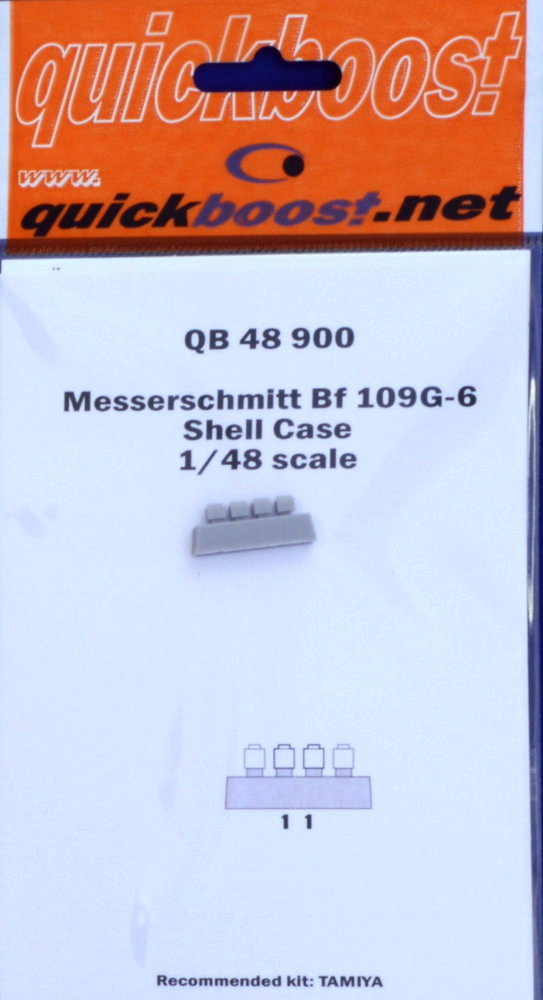 quickboost
www.
quickboost.net
QB 48 900
Messerschmitt Bf 109G-6
Shell Case
1/48 scale
1 1
Recommended kit: TAMIYA